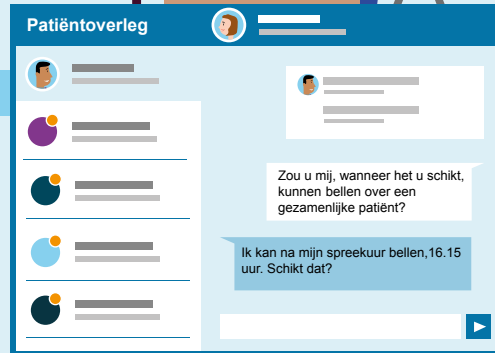 Patiëntoverleg
Zou u mij, wanneer het u schikt,
kunnen bellen over een
gezamenlijke patiënt?
Ik kan na mijn spreekuur bellen,16.15
uur. Schikt dat?